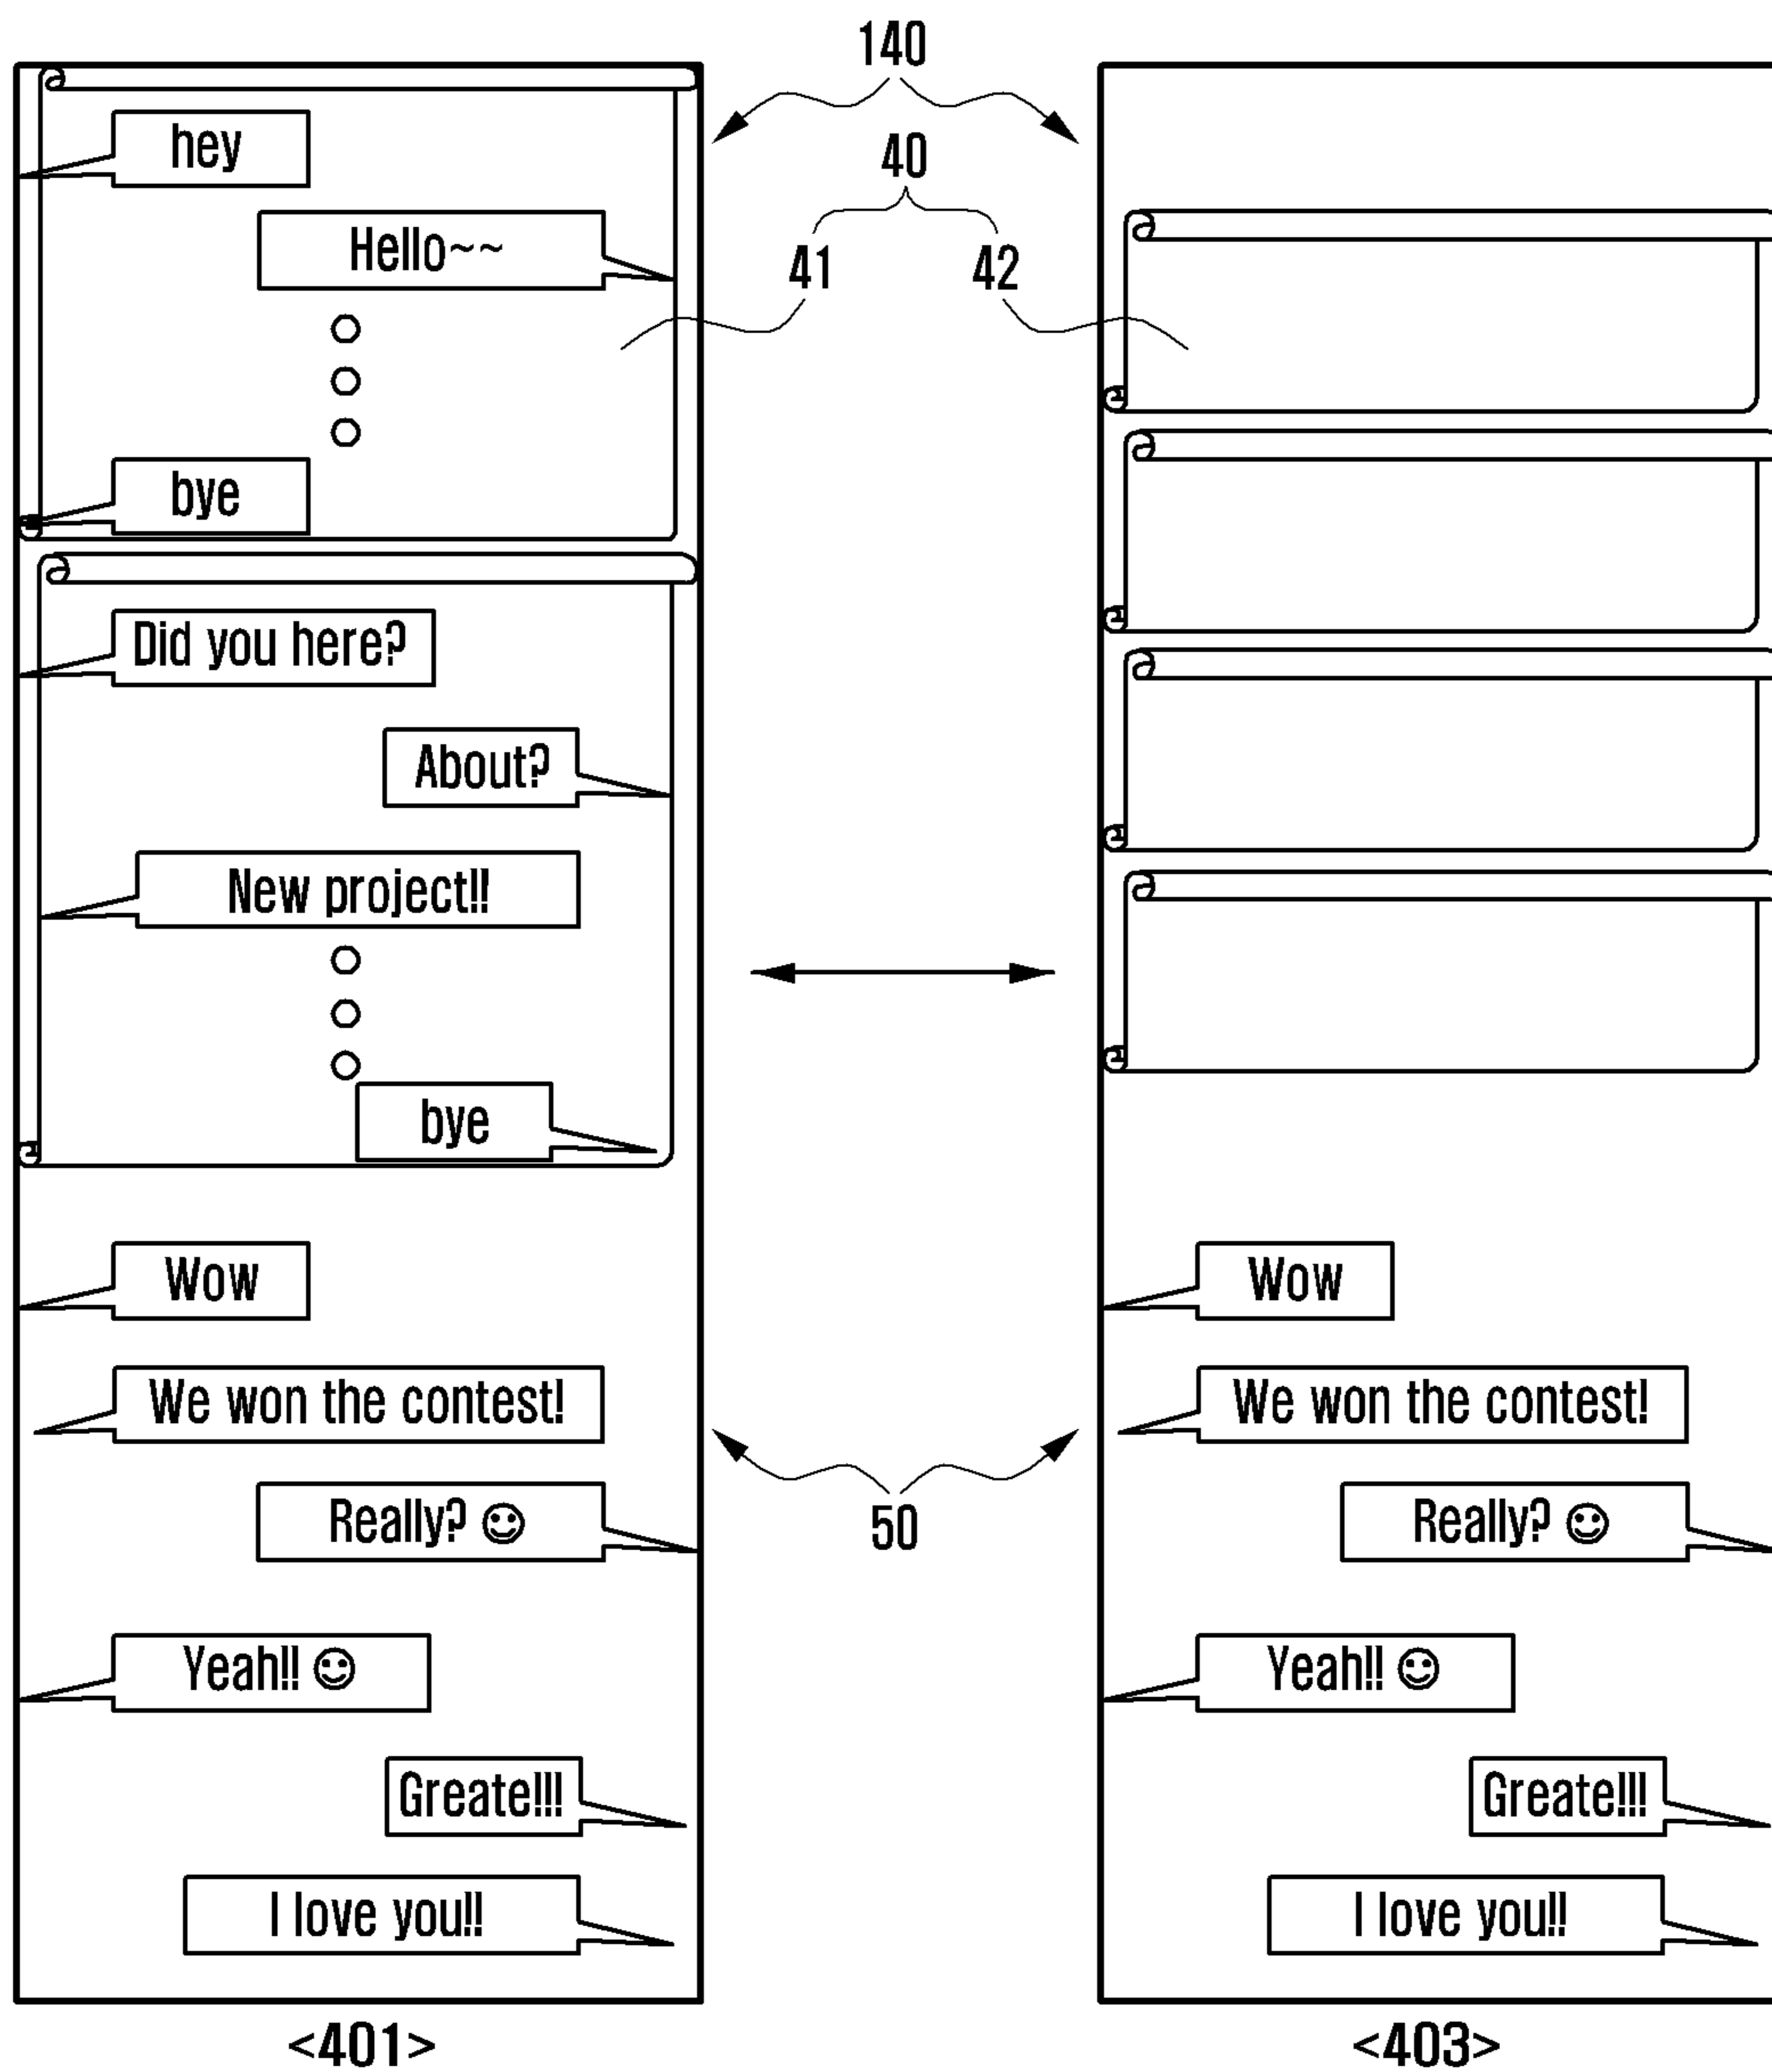 140
40
41
42
hey
Hello~~
bye
Did you here?
About?
New project!!
bye
Wow
We won the contest!
Really? ☺
Yeah!! ☺
Greate!!!
I love you!!
50
Wow
We won the contest!
Really? ☺
Yeah!! ☺
Greate!!!
I love you!!
<401>
<403>